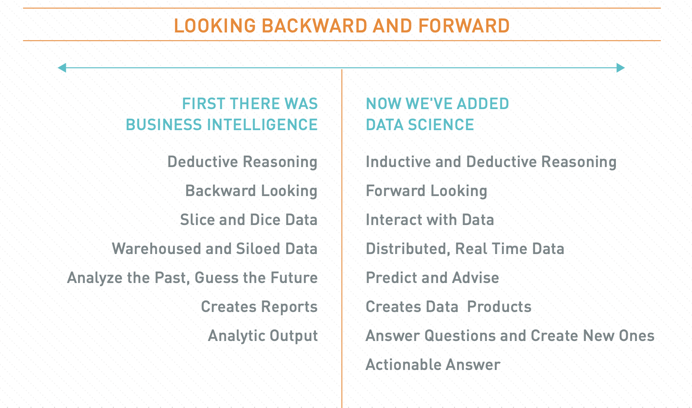 LOOKING BACKWARD AND FORWARD
FIRST THERE WAS
BUSINESS INTELLIGENCE
Deductive Reasoning
Backward Looking
Slice and Dice Data
Warehoused and Siloed Data
Analyze the Past, Guess the Future
Creates Reports
Analytic Output
NOW WE'VE ADDED
DATA SCIENCE
Inductive and Deductive Reasoning
Forward Looking
Interact with Data
Distributed, Real Time Data
Predict and Advise
Creates Data  Products
Answer Questions and Create New Ones
Actionable Answer